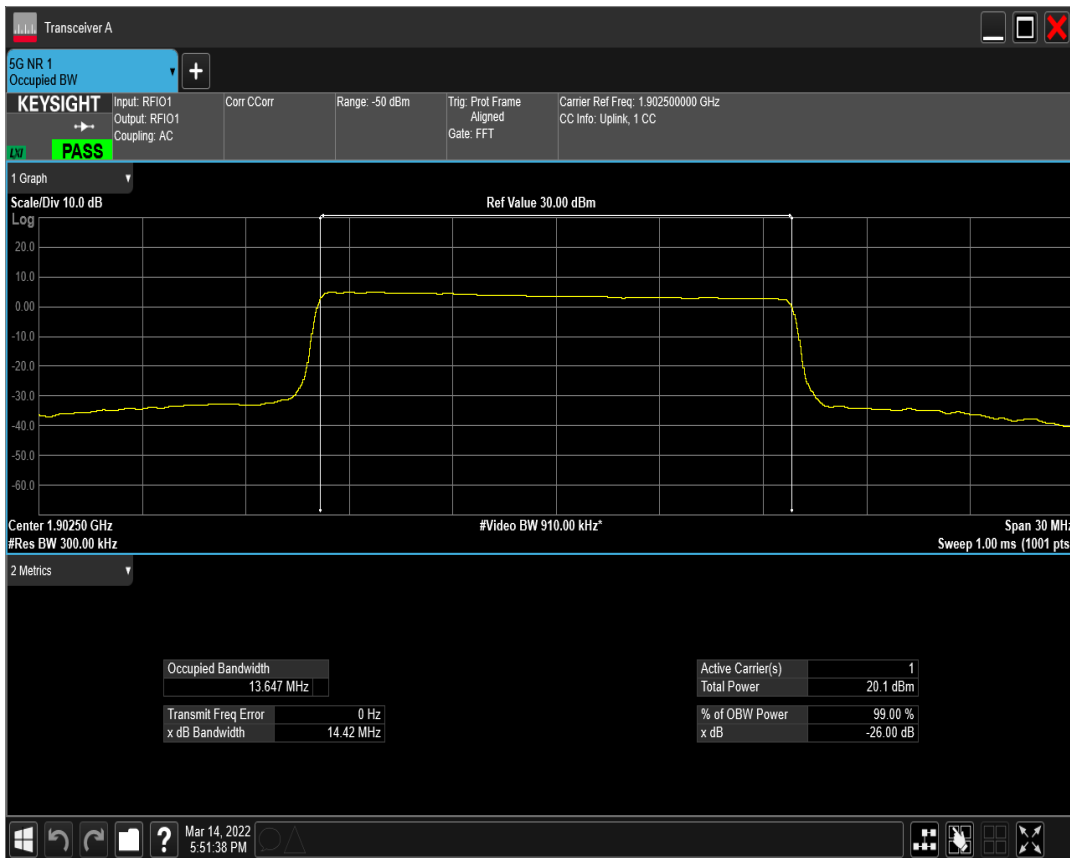 Transceiver A
5G NR 1
Occupied BW
+
KEYSIGHT
LXI
PASS
Input: RFIO1
Output: RFIO1
Coupling: AC
Corr CCorr
Range: -50 dBm
Trig: Prot Frame
Aligned
Gate: FFT
Carrier Ref Freq: 1.902500000 GHz
CC Info: Uplink, 1 CC
1 Graph
Scale/Div 10.0 dB
Ref Value 30.00 dBm
Log
20.0
10.0
0.00
-10.0
-20.0
-30.0
-40.0
-50.0
-60.0
Center 1.90250 GHz
#Video BW 910.00 kHz*
Span 30 MHz
#Res BW 300.00 kHz
Sweep 1.00 ms (1001 pts
2 Metrics
Occupied Bandwidth
13.647 MHz
Transmit Freq Error 0 Hz
x dB Bandwidth 14.42 MHz
Active Carrier(s) 1
Total Power 20.1 dBm
% of OBW Power 99.00 %
x dB -26.00 dB
?
Mar 14, 2022
5:51:38 PM